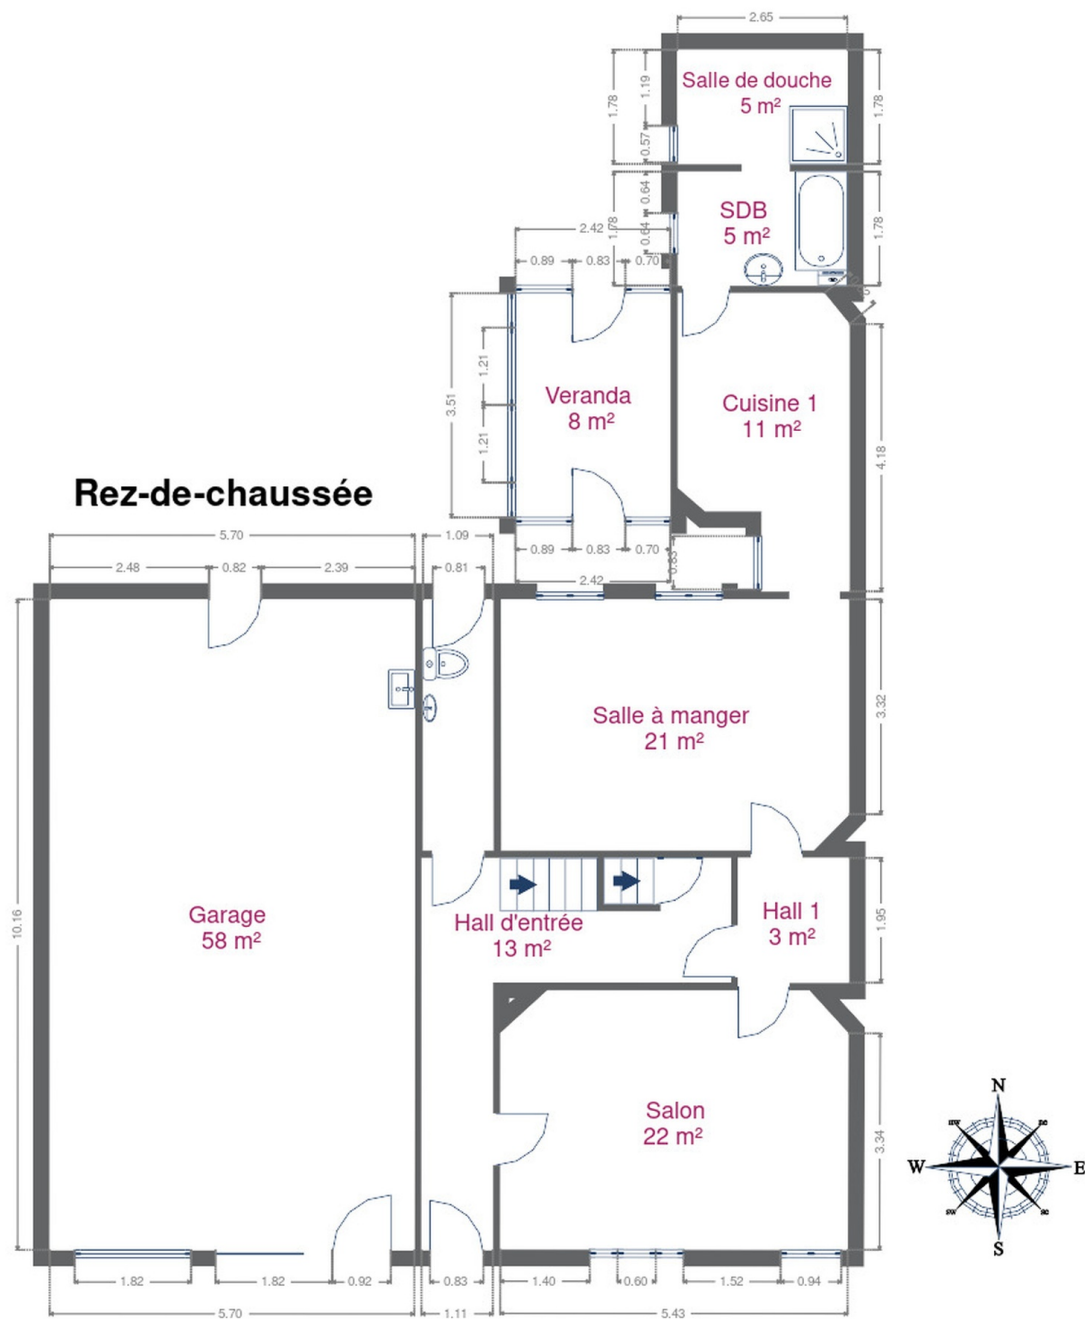 2.65
Salle de douche
5 m²
1.19
1.78
0.57
1.78
0.64
1.78
0.64
SDB
5 m²
1.78
2.42
0.89
0.83
0.70
1.21
3.51
1.21
Veranda
8 m²
Cuisine 1
11 m²
4.18
Rez-de-chaussée
5.70
1.09
2.48
0.82
2.39
0.81
0.89
0.83
0.70
2.42
0.83
Salle à manger
21 m²
3.32
Garage
58 m²
10.16
Hall d'entrée
13 m²
Hall 1
3 m²
1.95
Salon
22 m²
3.34
N
nw
W
E
sw
S
1.82
1.82
0.92
0.83
1.40
0.60
1.52
0.94
5.70
1.11
5.43